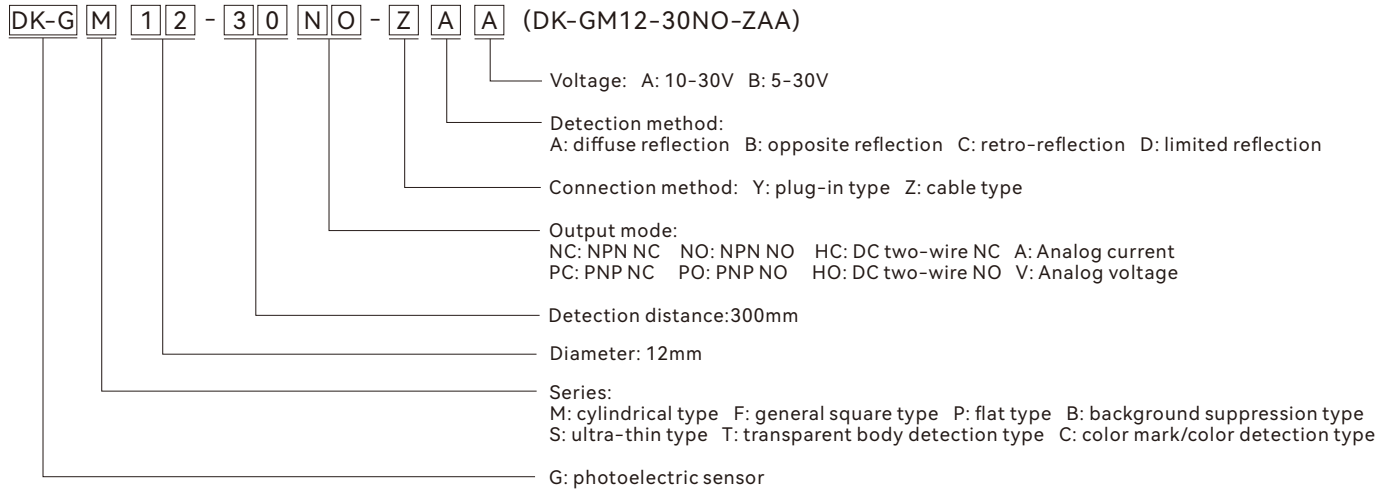 DK-G M 1 2 - 3 0 N O - Z A A (DK-GM12-30NO-ZAA)
Voltage: A: 10-30V B: 5-30V
Detection method:
A: diffuse reflection B: opposite reflection C: retro-reflection D: limited reflection
Connection method: Y: plug-in type Z: cable type
Output mode:
NC: NPN NC NO: NPN NO HC: DC two-wire NC A: Analog current
PC: PNP NC PO: PNP NO HO: DC two-wire NO V: Analog voltage
Detection distance:300mm
Diameter: 12mm
Series:
M: cylindrical type F: general square type P: flat type B: background suppression type
S: ultra-thin type T: transparent body detection type C: color mark/color detection type
G: photoelectric sensor